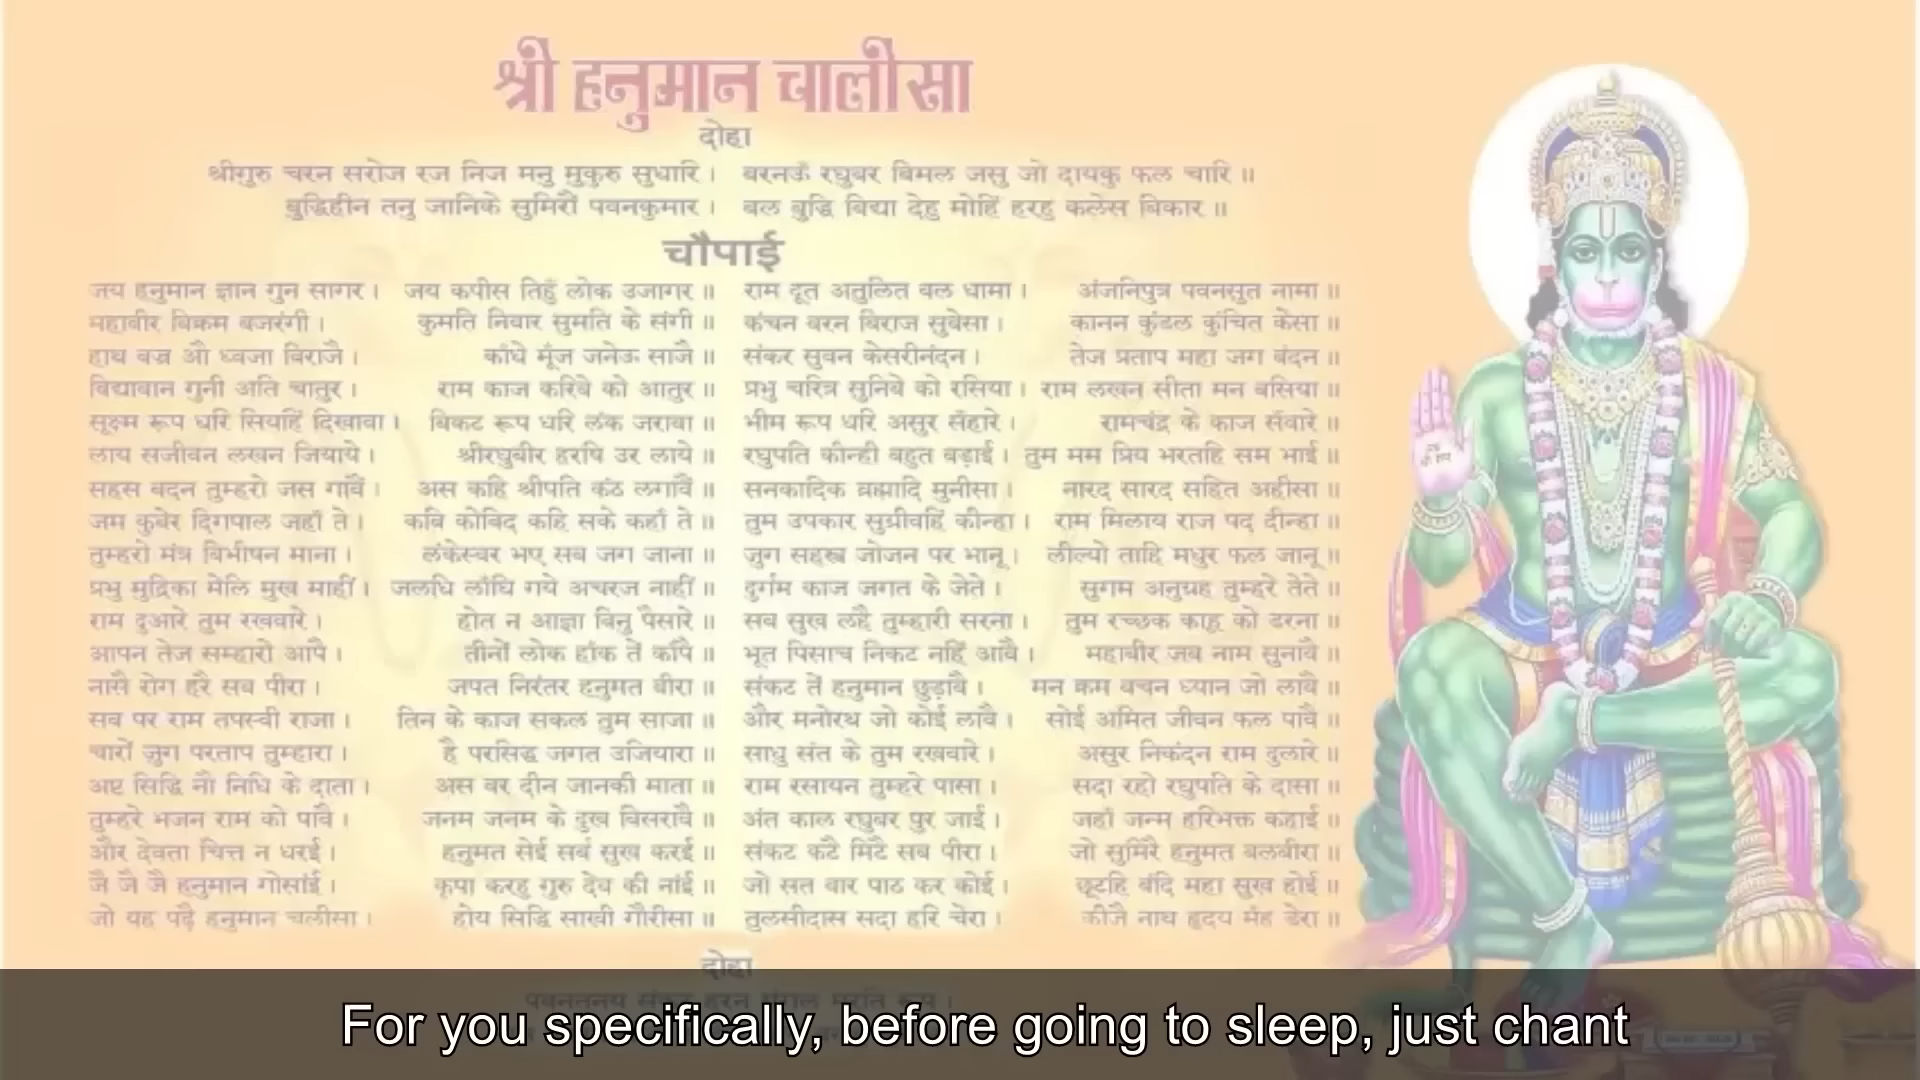 श्री हनुमान चालीसा
दोहा
श्रीगुरु चरन सरोज रज निज मनु मुकुरु सुधारि। बरनऊँ रघुबर बिमल जसु जो दायकु फल चारि॥
बुद्धिहीन तनु जानिके सुमिरौं पवनकुमार। बल बुद्धि बिद्या देहु मोहिं हरहु कलेस बिकार॥
चौपाई
जय हनुमान ज्ञान गुन सागर। जय कपीस तिहुँ लोक उजागर॥ राम दूत अतुलित बल धामा। अंजनिपुत्र पवनसुत नामा॥
महाबीर बिक्रम बजरंगी। कुमति निवार सुमति के संगी॥ कंचन बरन बिराज सुबेसा। कानन कुंडल कुंचित केसा॥
हाथ बज्र औ ध्वजा बिराजै। काँधे मूँज जनेऊ साजै॥ संकर सुवन केसरीनंदन। तेज प्रताप महा जग बंदन॥
विद्यावान गुनी अति चातुर। राम काज करिबे को आतुर॥ प्रभु चरित्र सुनिबे को रसिया। राम लखन सीता मन बसिया॥
सूक्ष्म रूप धरि सियहिं दिखावा। बिकट रूप धरि लंक जरावा॥ भीम रूप धरि असुर सँहारे। रामचंद्र के काज सँवारे॥
लाय सजीवन लखन जियाये। श्रीरघुबीर हरषि उर लाये॥ रघुपति कीन्ही बहुत बड़ाई। तुम मम प्रिय भरतहि सम भाई॥
सहस बदन तुम्हरो जस गावैं। अस कहि श्रीपति कंठ लगावैं॥ सनकादिक ब्रह्मादि मुनीसा। नारद सारद सहित अहीसा॥
जम कुबेर दिगपाल जहाँ ते। कबि कोबिद कहि सके कहाँ ते॥ तुम उपकार सुग्रीवहिं कीन्हा। राम मिलाय राज पद दीन्हा॥
तुम्हरो मंत्र बिभीषन माना। लंकेस्वर भए सब जग जाना॥ जुग सहस्त्र जोजन पर भानू। लील्यो ताहि मधुर फल जानू॥
प्रभु मुद्रिका मेलि मुख माहीं। जलधि लाँघि गये अचरज नाहीं॥ दुर्गम काज जगत के जेते। सुगम अनुग्रह तुम्हरे तेते॥
राम दुआरे तुम रखवारे। होत न आज्ञा बिनु पैसारे॥ सब सुख लहै तुम्हारी सरना। तुम रच्छक काहू को डरना॥
आपन तेज सम्हारो आपै। तीनों लोक हांक तें काँपै॥ भूत पिसाच निकट नहिं आवै। महाबीर जब नाम सुनावै॥
नासै रोग हरै सब पीरा। जपत निरंतर हनुमत बीरा॥ संकट तें हनुमान छुड़ावै। मन क्रम बचन ध्यान जो लावै॥
सब पर राम तपस्वी राजा। तिन के काज सकल तुम साजा॥ और मनोरथ जो कोई लावै। सोई अमित जीवन फल पावै॥
चारों जुग परताप तुम्हारा। है परसिद्ध जगत उजियारा॥ साधु संत के तुम रखवारे। असुर निकंदन राम दुलारे॥
अष्ट सिद्धि नौ निधि के दाता। अस बर दीन जानकी माता॥ राम रसायन तुम्हरे पासा। सदा रहो रघुपति के दासा॥
तुम्हरे भजन राम को पावै। जनम जनम के दुख बिसरावै॥ अंत काल रघुबर पुर जाई। जहाँ जन्म हरिभक्त कहाई॥
और देवता चित्त न धरई। हनुमत सेई सर्ब सुख करई॥ संकट कटै मिटै सब पीरा। जो सुमिरै हनुमत बलबीरा॥
जै जै जै हनुमान गोसांई। कृपा करहु गुरु देव की नांई॥ जो सत बार पाठ कर कोई। छूटहि बंदि महा सुख होई॥
जो यह पढ़ै हनुमान चलीसा। होय सिद्धि साखी गौरीसा॥ तुलसीदास सदा हरि चेरा। कीजै नाथ हृदय मंह डेरा॥
दोहा
For you specifically, before going to sleep, just chant